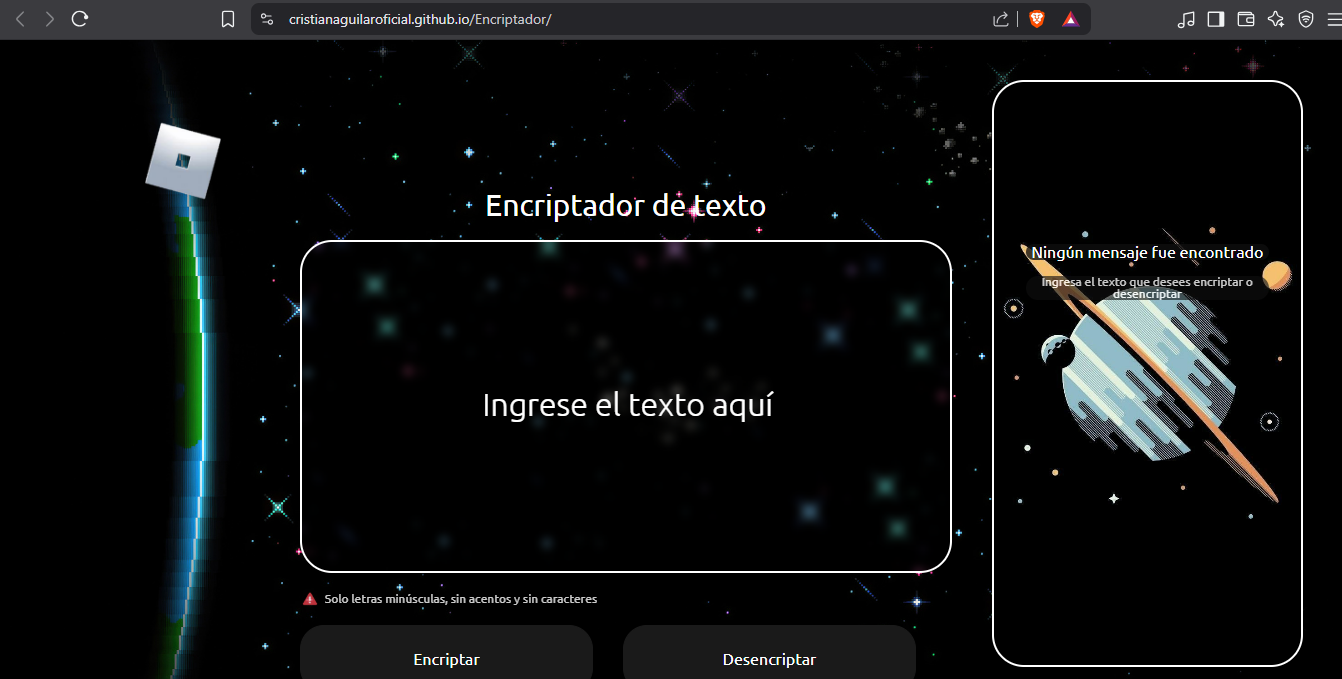 cristianaguilaroficial.github.io/Encriptador/
Encriptador de texto
Ingrese el texto aquí
Solo letras minúsculas, sin acentos y sin caracteres
Encriptar
Desencriptar
Ningún mensaje fue encontrado
Ingresa el texto que desees encriptar o
desencriptar